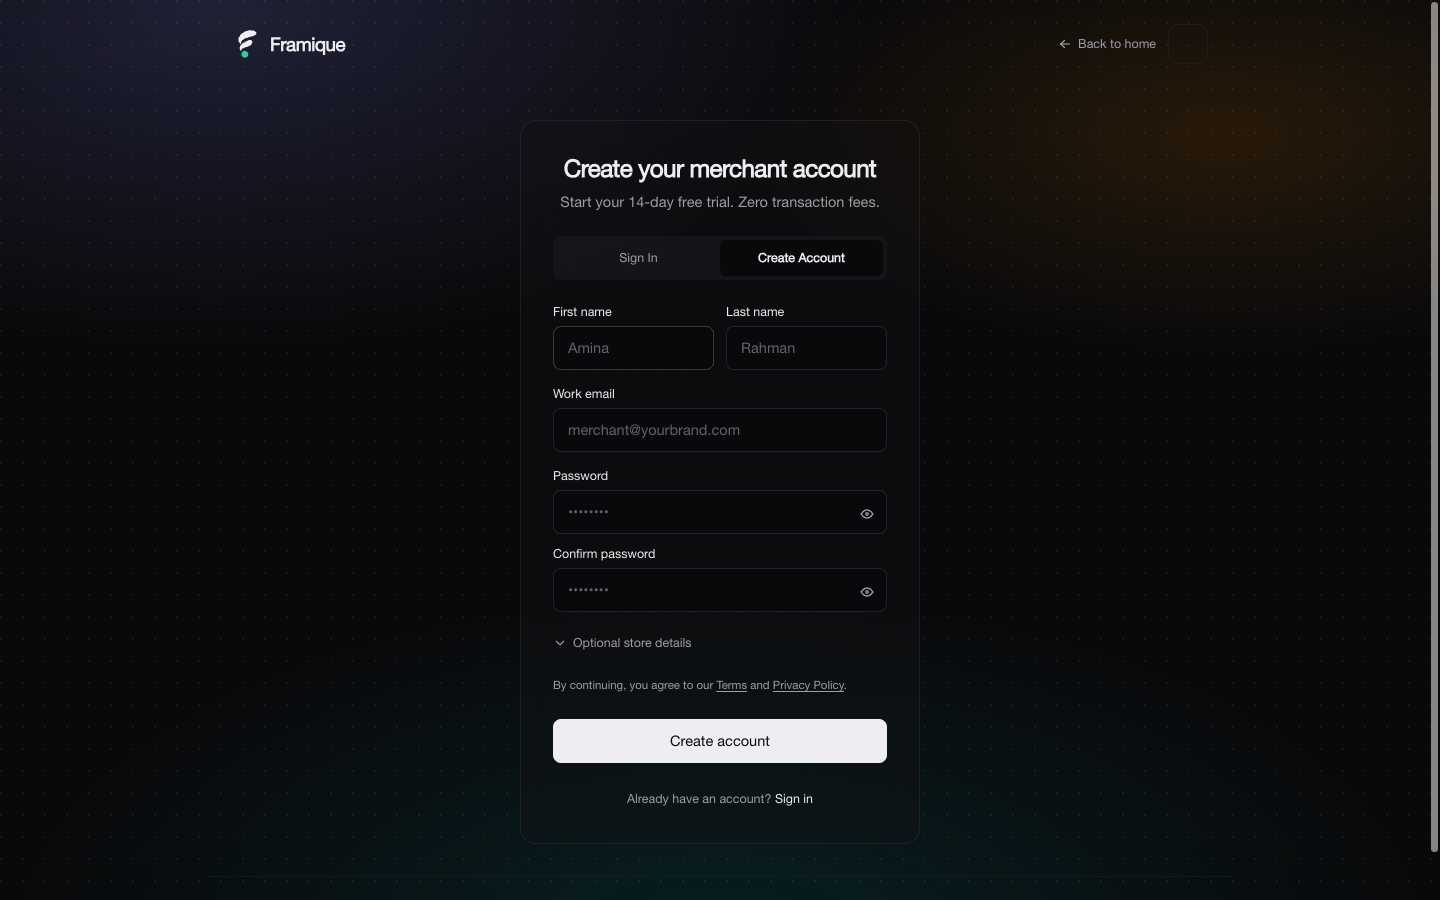 Framique
Back to home
Create your merchant account
Start your 14-day free trial. Zero transaction fees.
Sign In
Create Account
First name
Last name
Amina
Rahman
Work email
merchant@yourbrand.com
Password
••••••••
Confirm password
••••••••
Optional store details
By continuing, you agree to our Terms and Privacy Policy.
Create account
Already have an account? Sign in